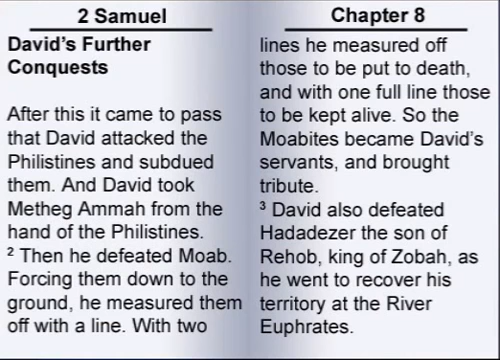 2 Samuel
David's Further
Conquests
After this it came to pass
that David attacked the
Philistines and subdued
them. And David took
Metheg Ammah from the
hand of the Philistines.
² Then he defeated Moab.
Forcing them down to the
ground, he measured them
off with a line. With two
Chapter 8
lines he measured off
those to be put to death,
and with one full line those
to be kept alive. So the
Moabites became David's
servants, and brought
tribute.
³ David also defeated
Hadadezer the son of
Rehob, king of Zobah, as
he went to recover his
territory at the River
Euphrates.